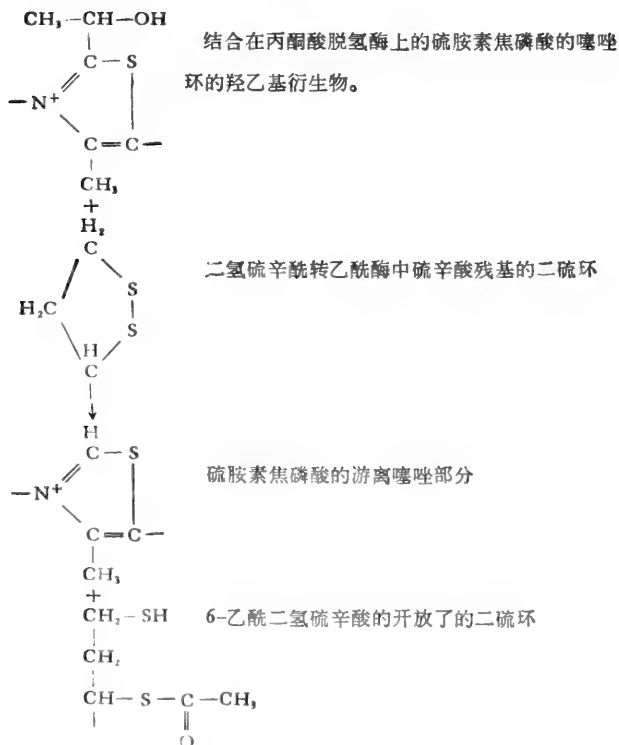 CH₃-CH-OH
结合在丙酮酸脱氢酶上的硫胺素焦磷酸的噻唑
C-S
环的羟乙基衍生物。
-N⁺
C=C-
CH₃
+
H₂
C
二氢硫辛酰转乙酰酶中硫辛酸残基的二硫环
S
H₂C
S
H
C
H
C-S
硫胺素焦磷酸的游离噻唑部分
-N⁺
C=C-
CH₃
+
CH₂-SH
6-乙酰二氢硫辛酸的开放了的二硫环
CH₂
CH-S-C-CH₃
O